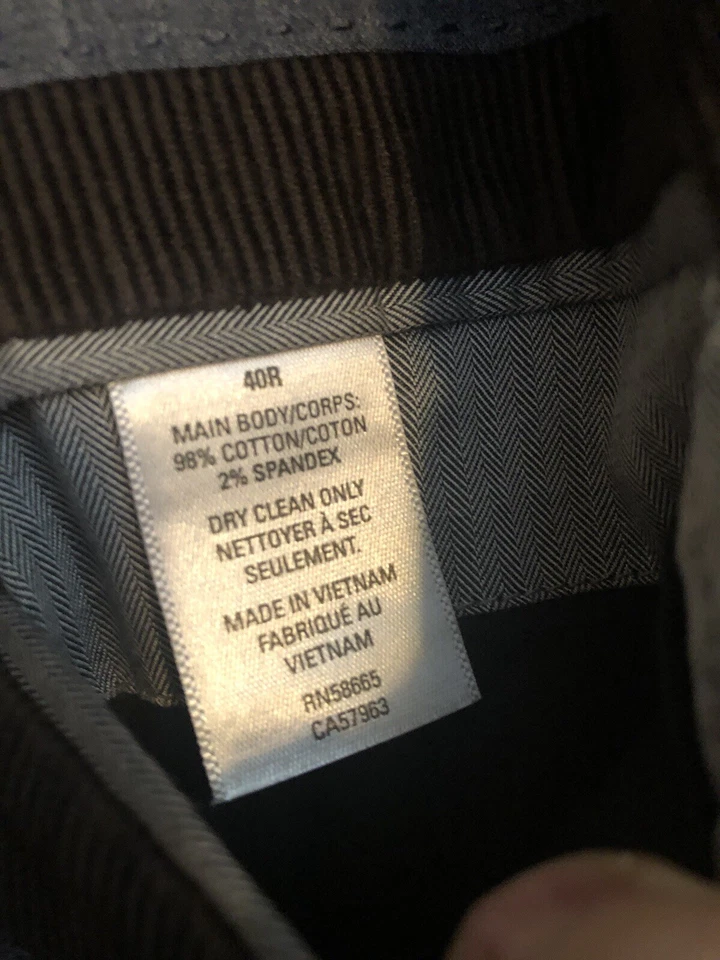 40R
MAIN BODY/CORPS:
98% COTTON/COTON
2% SPANDEX
DRY CLEAN ONLY
NETTOYER À SEC
SEULEMENT.
MADE IN VIETNAM
FABRIQUÉ AU
VIETNAM
RN58665
CA57963